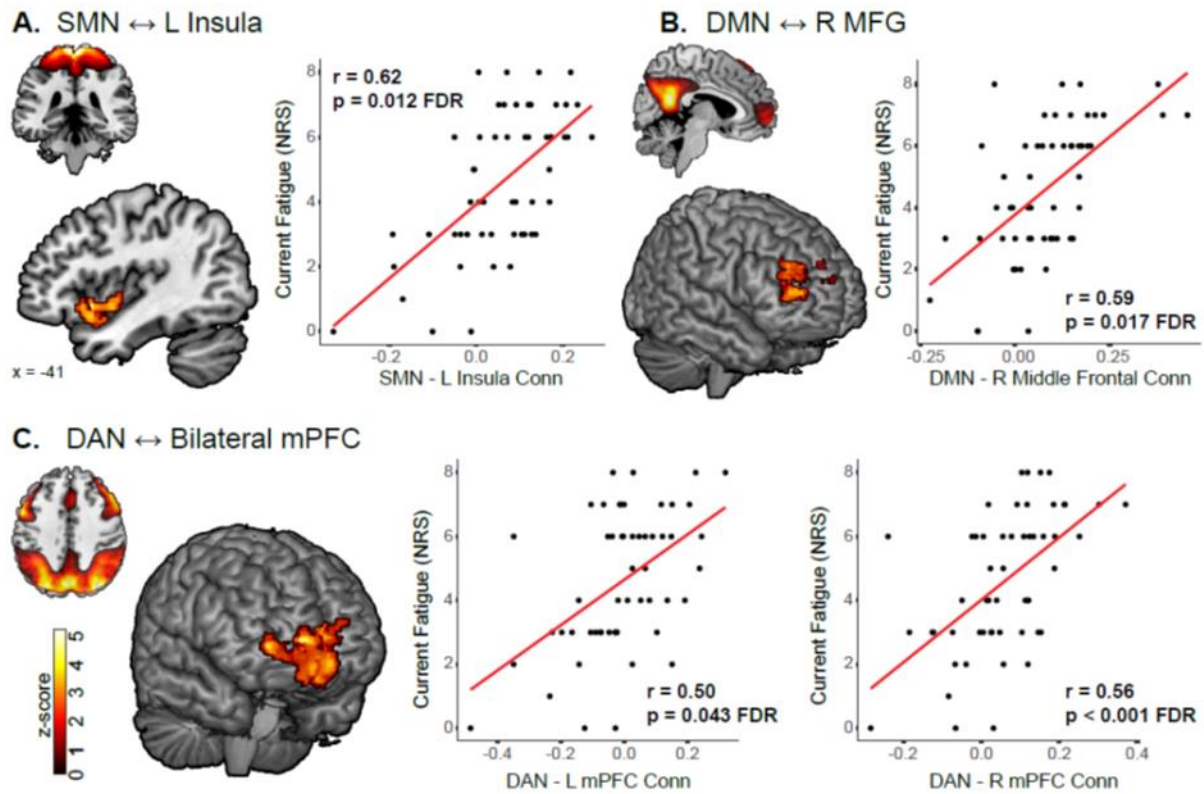 A. SMN ↔ L Insula
x = -41
Current Fatigue (NRS)
8
6
4
2
0
r = 0.62
p = 0.012 FDR
-0.2 0.0 0.2
SMN - L Insula Conn
B. DMN ↔ R MFG
Current Fatigue (NRS)
8
6
4
2
0
r = 0.59
p = 0.017 FDR
-0.25 0.00 0.25
DMN - R Middle Frontal Conn
C. DAN ↔ Bilateral mPFC
z-score
0 1 2 3 4 5
Current Fatigue (NRS)
8
6
4
2
0
r = 0.50
p = 0.043 FDR
-0.4 -0.2 0.0 0.2
DAN - L mPFC Conn
Current Fatigue (NRS)
8
6
4
2
0
r = 0.56
p < 0.001 FDR
-0.2 0.0 0.2 0.4
DAN - R mPFC Conn